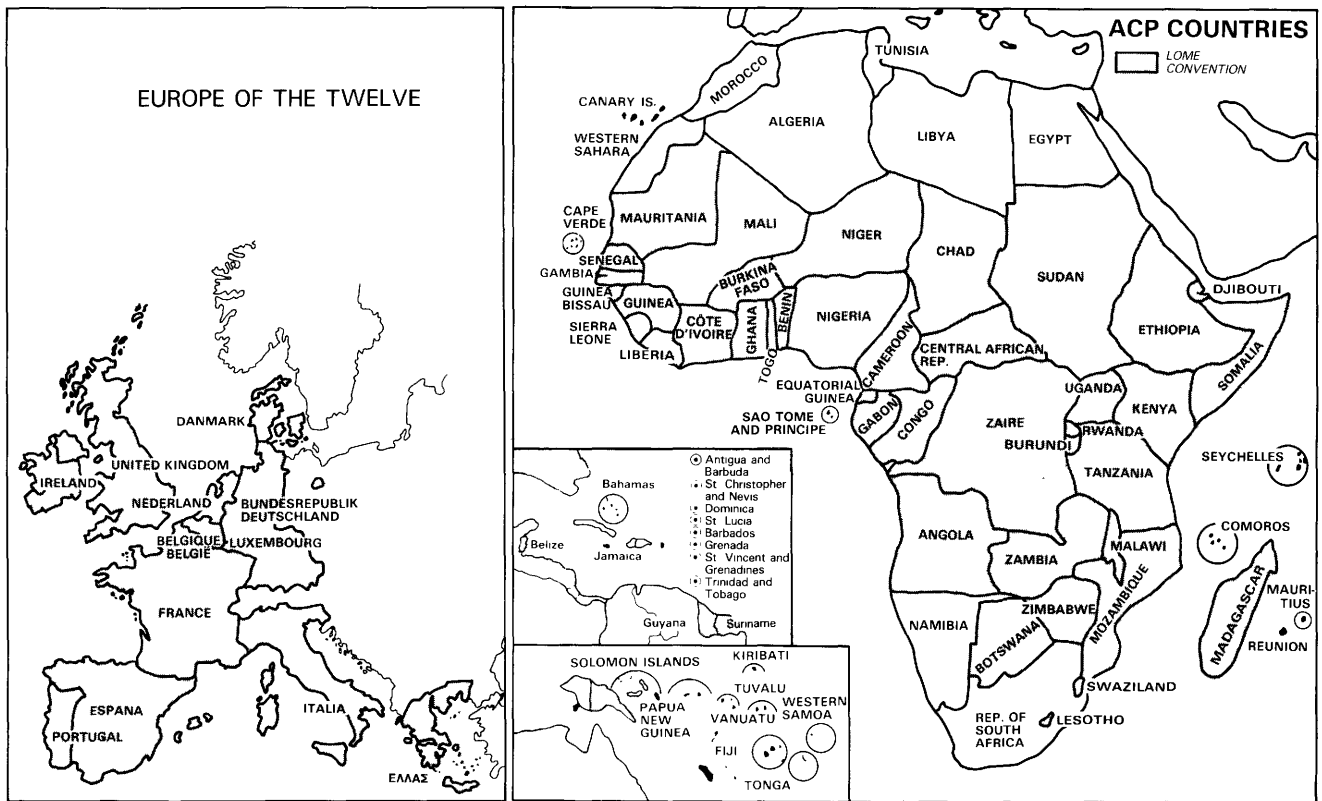 EUROPE OF THE TWELVE
DANMARK
UNITED KINGDOM
IRELAND
NEDERLAND
BUNDESREPUBLIK
DEUTSCHLAND
BELGIQUE
BELGIË
LUXEMBOURG
FRANCE
ESPANA
PORTUGAL
ITALIA
ΕΛΛΑΣ
ACP COUNTRIES
LOME
CONVENTION
TUNISIA
MOROCCO
CANARY IS.
ALGERIA
LIBYA
EGYPT
WESTERN
SAHARA
CAPE
VERDE
MAURITANIA
MALI
NIGER
CHAD
SUDAN
SENEGAL
GAMBIA
GUINEA
BISSAU
GUINEA
BURKINA
FASO
SIERRA
LEONE
LIBERIA
CÔTE
D'IVOIRE
GHANA
TOGO
BENIN
NIGERIA
CAMEROON
CENTRAL AFRICAN
REP.
DJIBOUTI
ETHIOPIA
SOMALIA
EQUATORIAL
GUINEA
SAO TOME
AND PRINCIPE
GABON
CONGO
ZAIRE
UGANDA
KENYA
RWANDA
BURUNDI
TANZANIA
SEYCHELLES
ANGOLA
ZAMBIA
MALAWI
COMOROS
MOZAMBIQUE
ZIMBABWE
NAMIBIA
BOTSWANA
MADAGASCAR
MAURI-
TIUS
REUNION
SWAZILAND
LESOTHO
REP. OF
SOUTH
AFRICA
Bahamas
Belize
Jamaica
Guyana
Suriname
Antigua and
Barbuda
St Christopher
and Nevis
Dominica
St Lucia
Barbados
Grenada
St Vincent and
Grenadines
Trinidad and
Tobago
SOLOMON ISLANDS
KIRIBATI
PAPUA
NEW
GUINEA
TUVALU
VANUATU
WESTERN
SAMOA
FIJI
TONGA